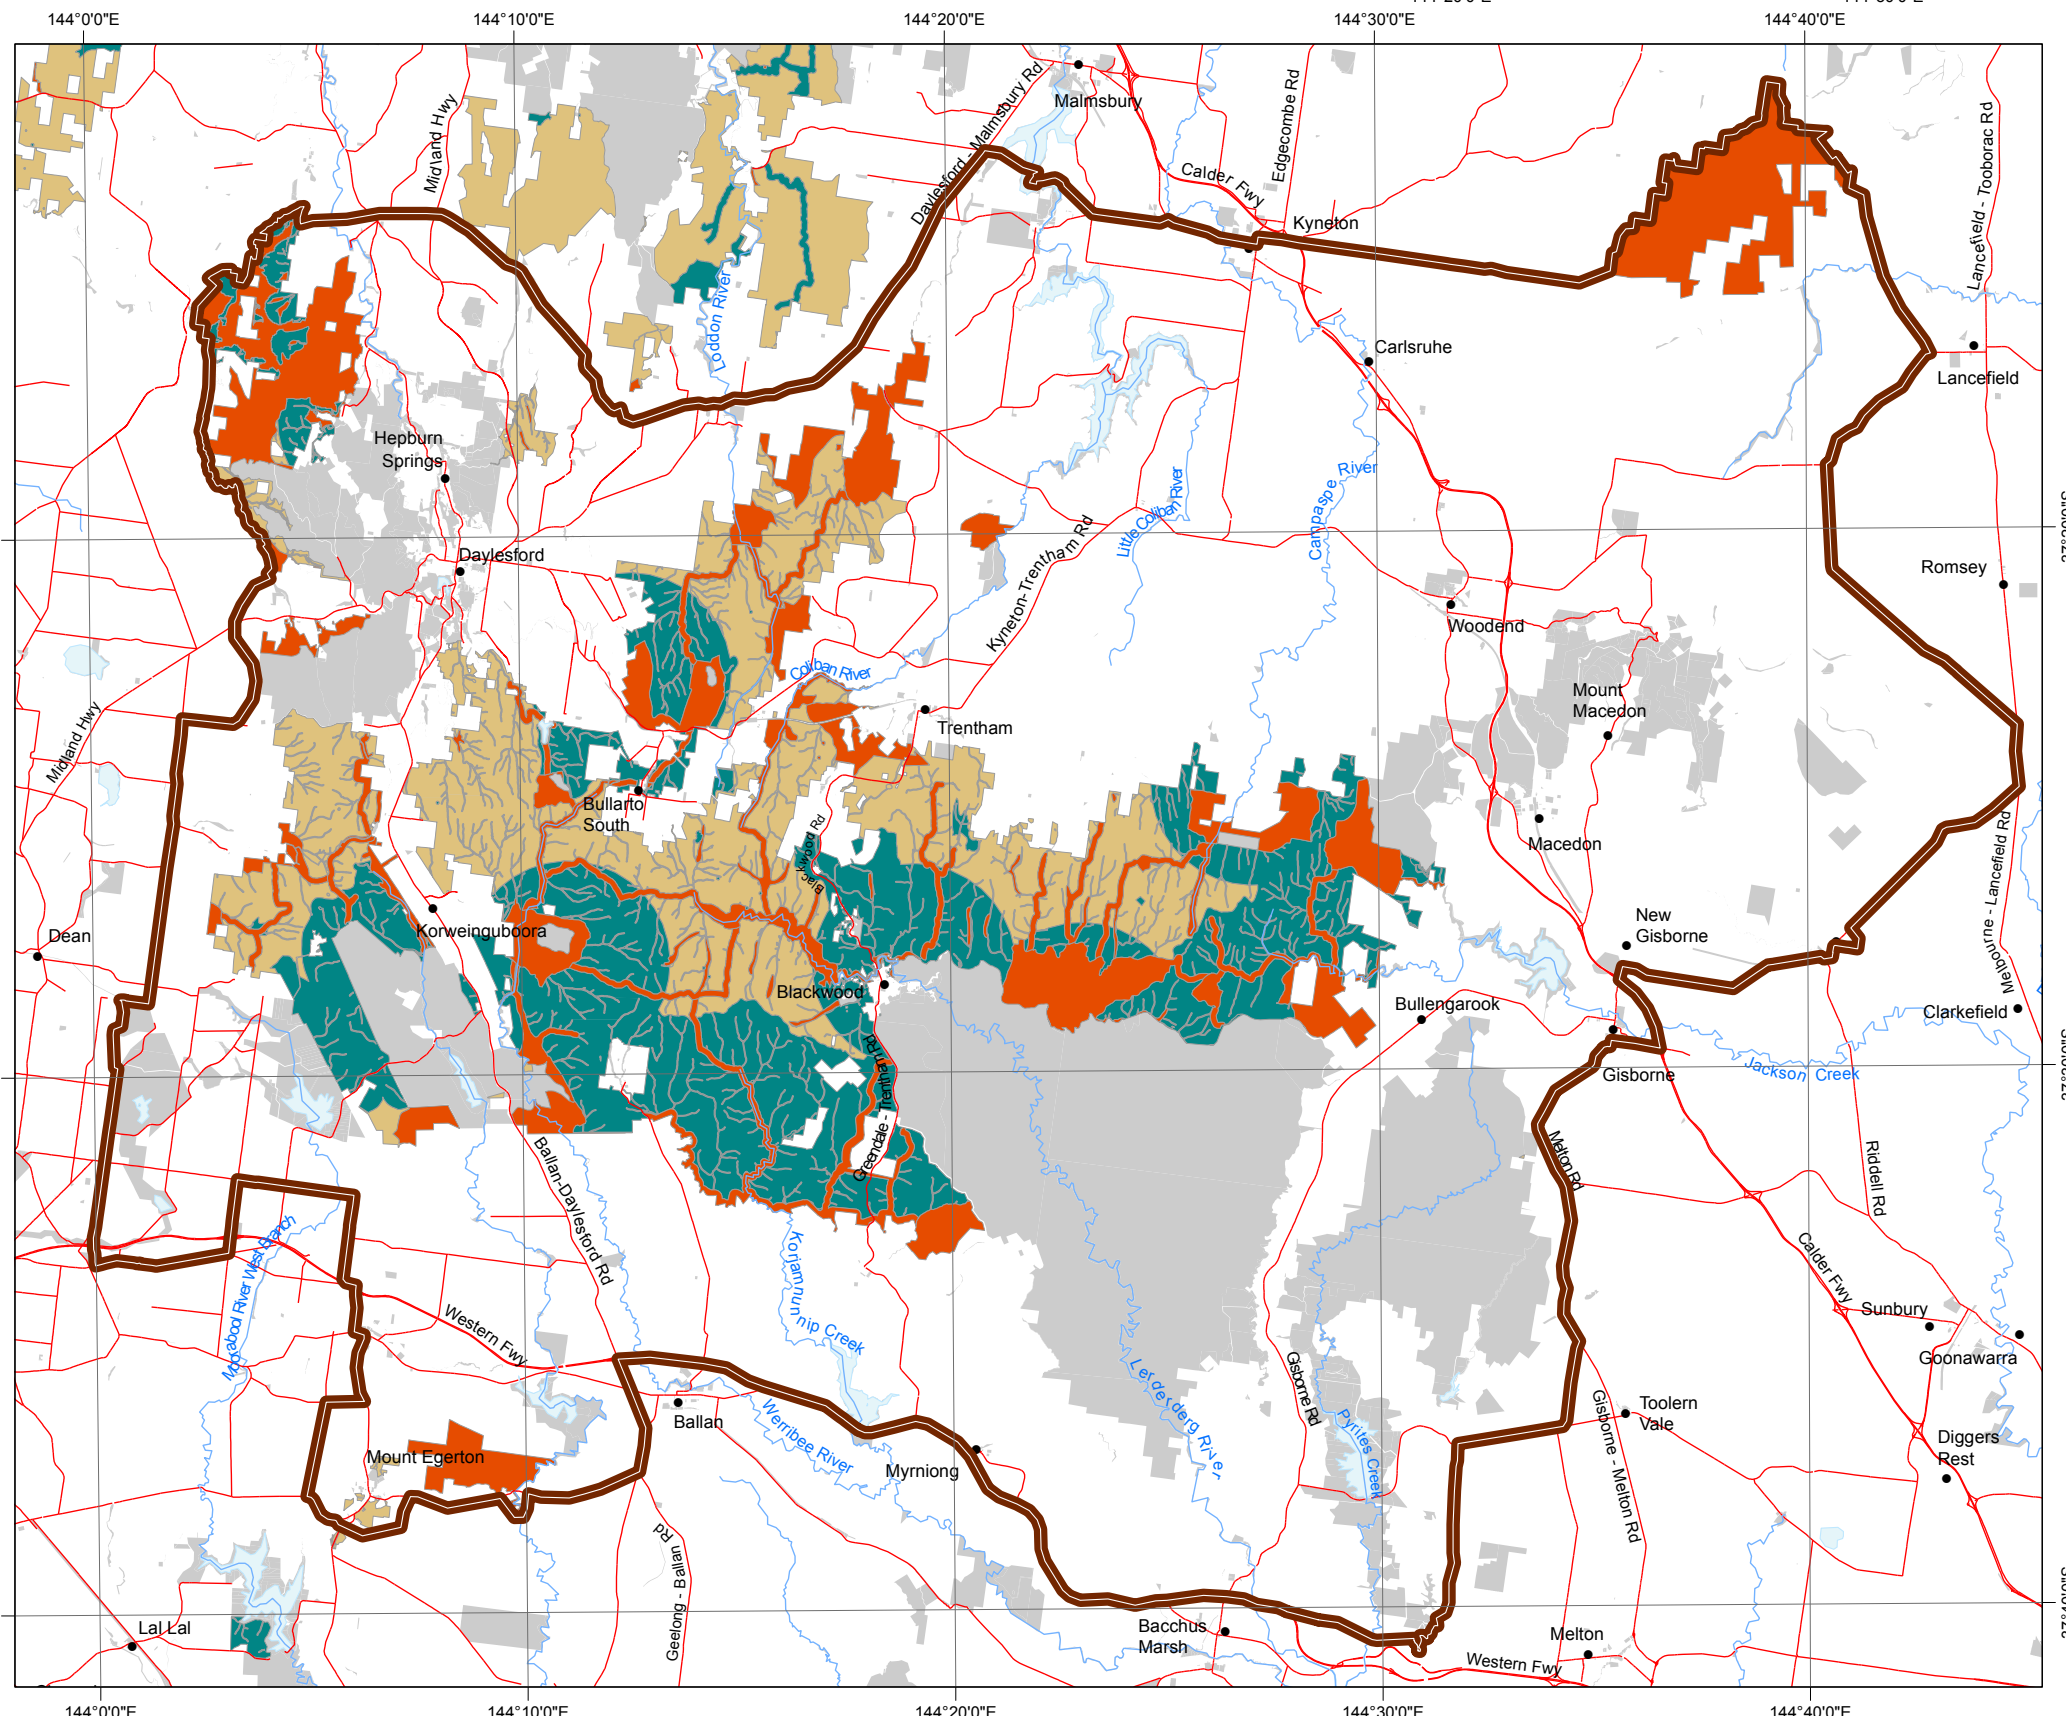 144°0'0"E
144°10'0"E
144°20'0"E
144°30'0"E
144°40'0"E
Malmsbury
Midland Hwy
Daylesford - Malmsbury Rd
Edgecombe Rd
Calder Fwy
Lancefield - Tooborac Rd
Kyneton
Loddon River
Carlsruhe
Lancefield
Hepburn
Springs
Campaspe River
Little Coliban River
Kyneton-Trentham Rd
Daylesford
Romsey
Woodend
Coliban River
Mount
Macedon
Trentham
Midland Hwy
Bullarto
South
Blackwood Rd
Macedon
Melbourne - Lancefield Rd
Dean
Korweinguboora
New
Gisborne
Blackwood
Bullengarook
Clarkefield
Greendale - Trentham Rd
Gisborne
Jackson Creek
Melton Rd
Riddell Rd
Ballan-Daylesford Rd
Moorabool River West Branch
Korjamunnip Creek
Calder Fwy
Western Fwy
Sunbury
Goonawarra
Lerderderg River
Gisborne Rd
Pyrites Creek
Gisborne - Melton Rd
Toolern
Vale
Ballan
Werribee River
Diggers
Rest
Mount Egerton
Myrniong
Geelong - Ballan Rd
Lal Lal
Bacchus
Marsh
Melton
Western Fwy
144°0'0"E
144°10'0"E
144°20'0"E
144°30'0"E
144°40'0"E